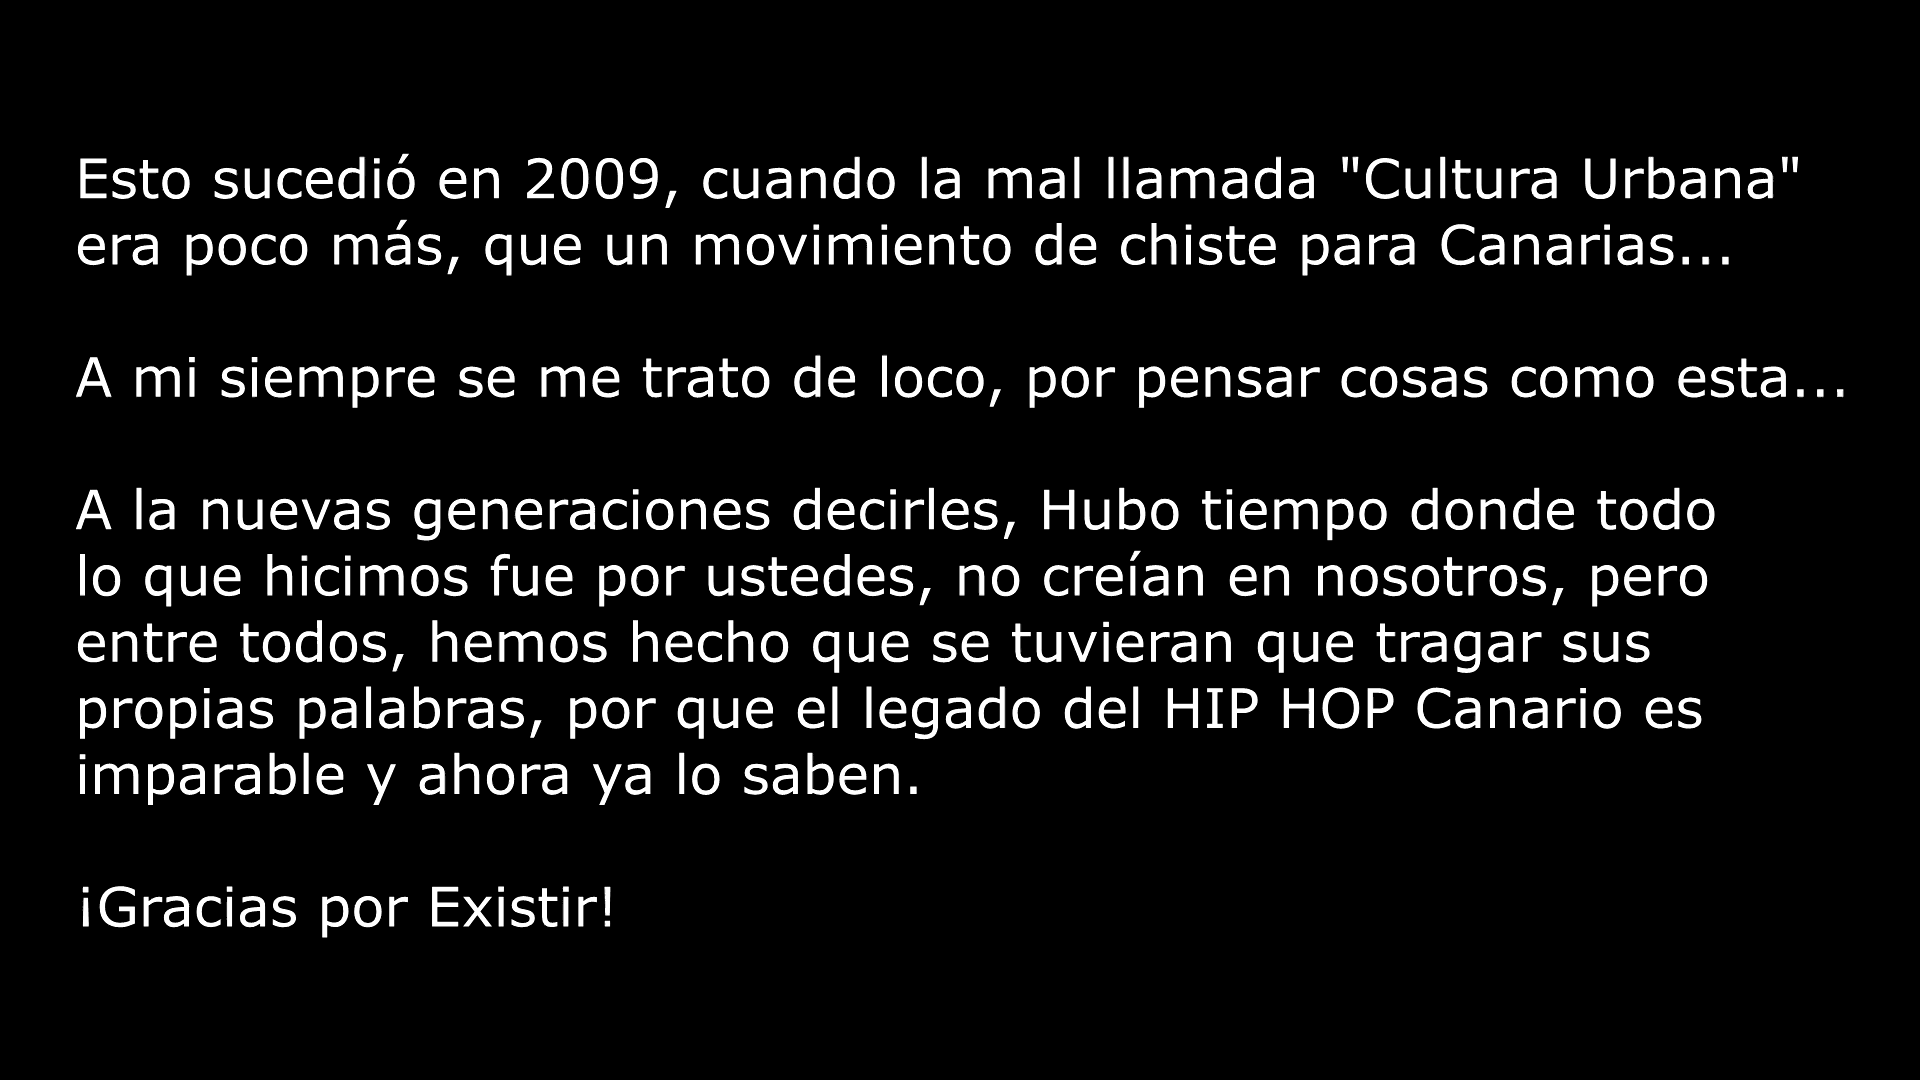 Esto sucedió en 2009, cuando la mal llamada "Cultura Urbana"
era poco más, que un movimiento de chiste para Canarias...
A mi siempre se me trato de loco, por pensar cosas como esta...
A la nuevas generaciones decirles, Hubo tiempo donde todo
lo que hicimos fue por ustedes, no creían en nosotros, pero
entre todos, hemos hecho que se tuvieran que tragar sus
propias palabras, por que el legado del HIP HOP Canario es
imparable y ahora ya lo saben.
¡Gracias por Existir!